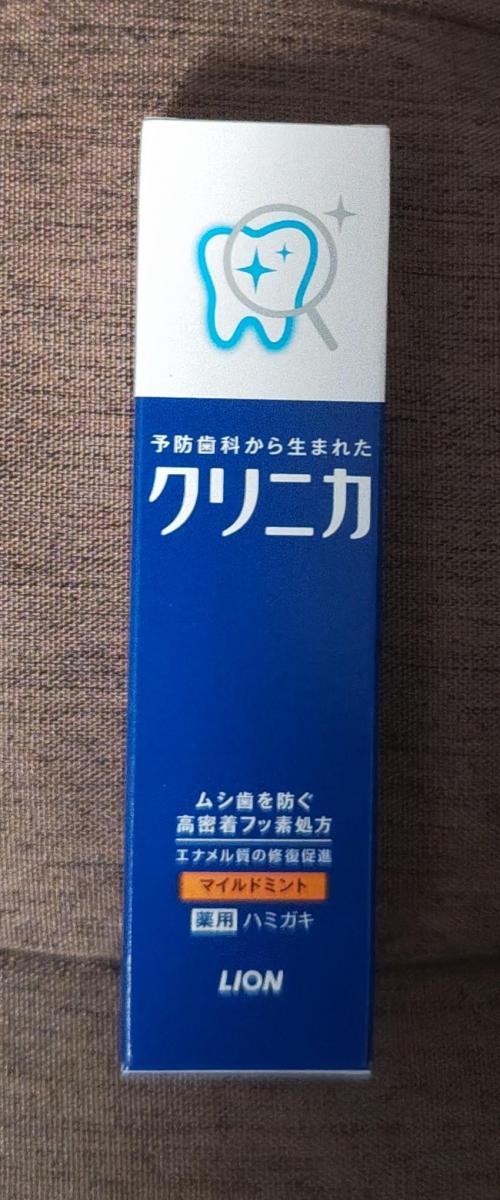 予防歯科から生まれた
クリニカ
ムシ歯を防ぐ
高密着フッ素処方
エナメル質の修復促進
マイルドミント
薬用 ハミガキ
LION